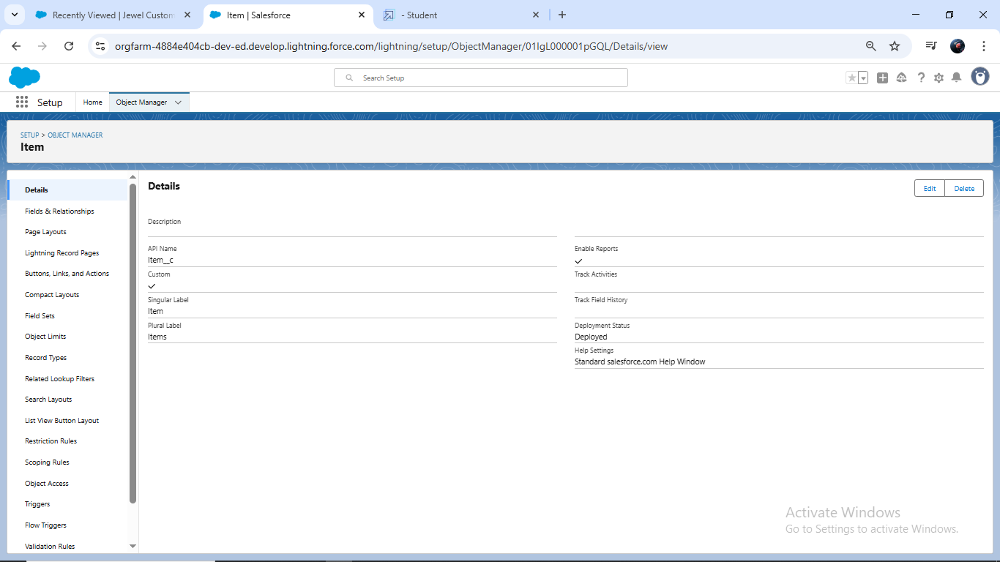 Recently Viewed | Jewel Custom
Item | Salesforce
- Student
orgfarm-4884e404cb-dev-ed.develop.lightning.force.com/lightning/setup/ObjectManager/01IgL000001pGQL/Details/view
Search Setup
Setup
Home
Object Manager
SETUP > OBJECT MANAGER
Item
Details
Fields & Relationships
Page Layouts
Lightning Record Pages
Buttons, Links, and Actions
Compact Layouts
Field Sets
Object Limits
Record Types
Related Lookup Filters
Search Layouts
List View Button Layout
Restriction Rules
Scoping Rules
Object Access
Triggers
Flow Triggers
Validation Rules
Details
Edit
Delete
Description
API Name
Item__c
Custom
Singular Label
Item
Plural Label
Items
Enable Reports
Track Activities
Track Field History
Deployment Status
Deployed
Help Settings
Standard salesforce.com Help Window
Activate Windows
Go to Settings to activate Windows.